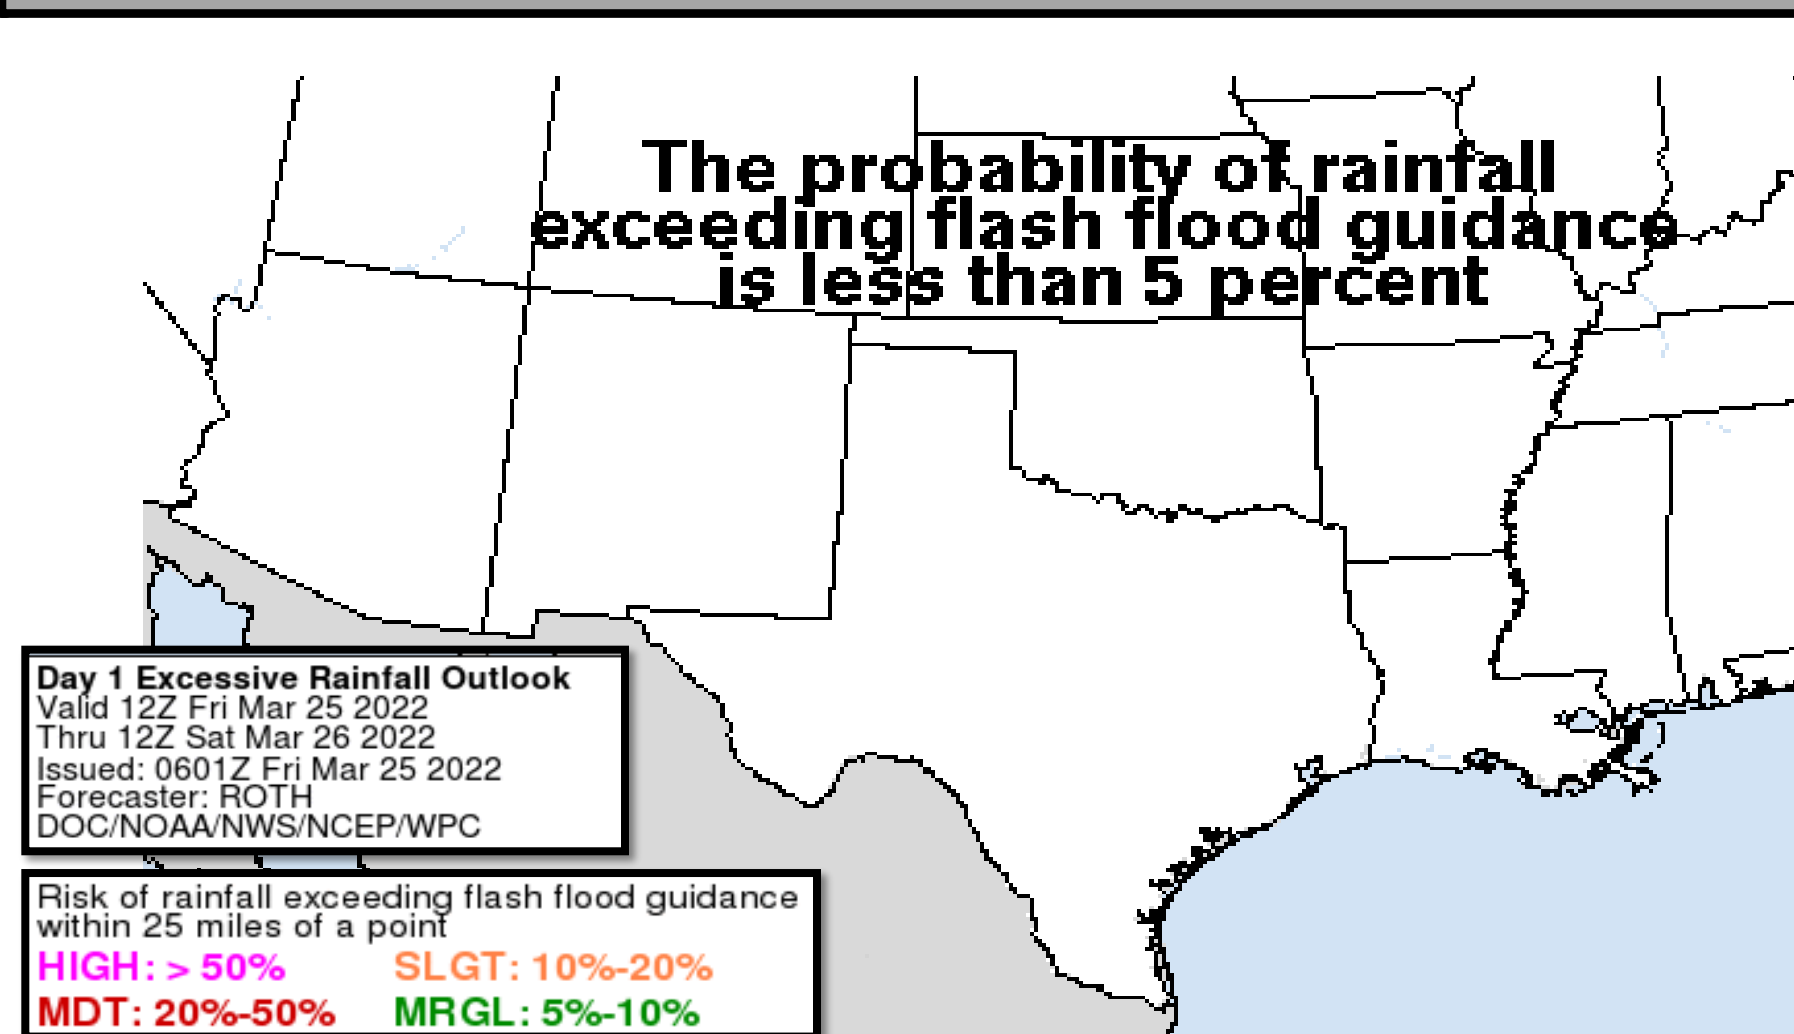 The probability of rainfall
exceeding flash flood guidance
is less than 5 percent
Day 1 Excessive Rainfall Outlook
Valid 12Z Fri Mar 25 2022
Thru 12Z Sat Mar 26 2022
Issued: 0601Z Fri Mar 25 2022
Forecaster: ROTH
DOC/NOAA/NWS/NCEP/WPC
Risk of rainfall exceeding flash flood guidance
within 25 miles of a point
HIGH: > 50% SLGT: 10%-20%
MDT: 20%-50% MRGL: 5%-10%